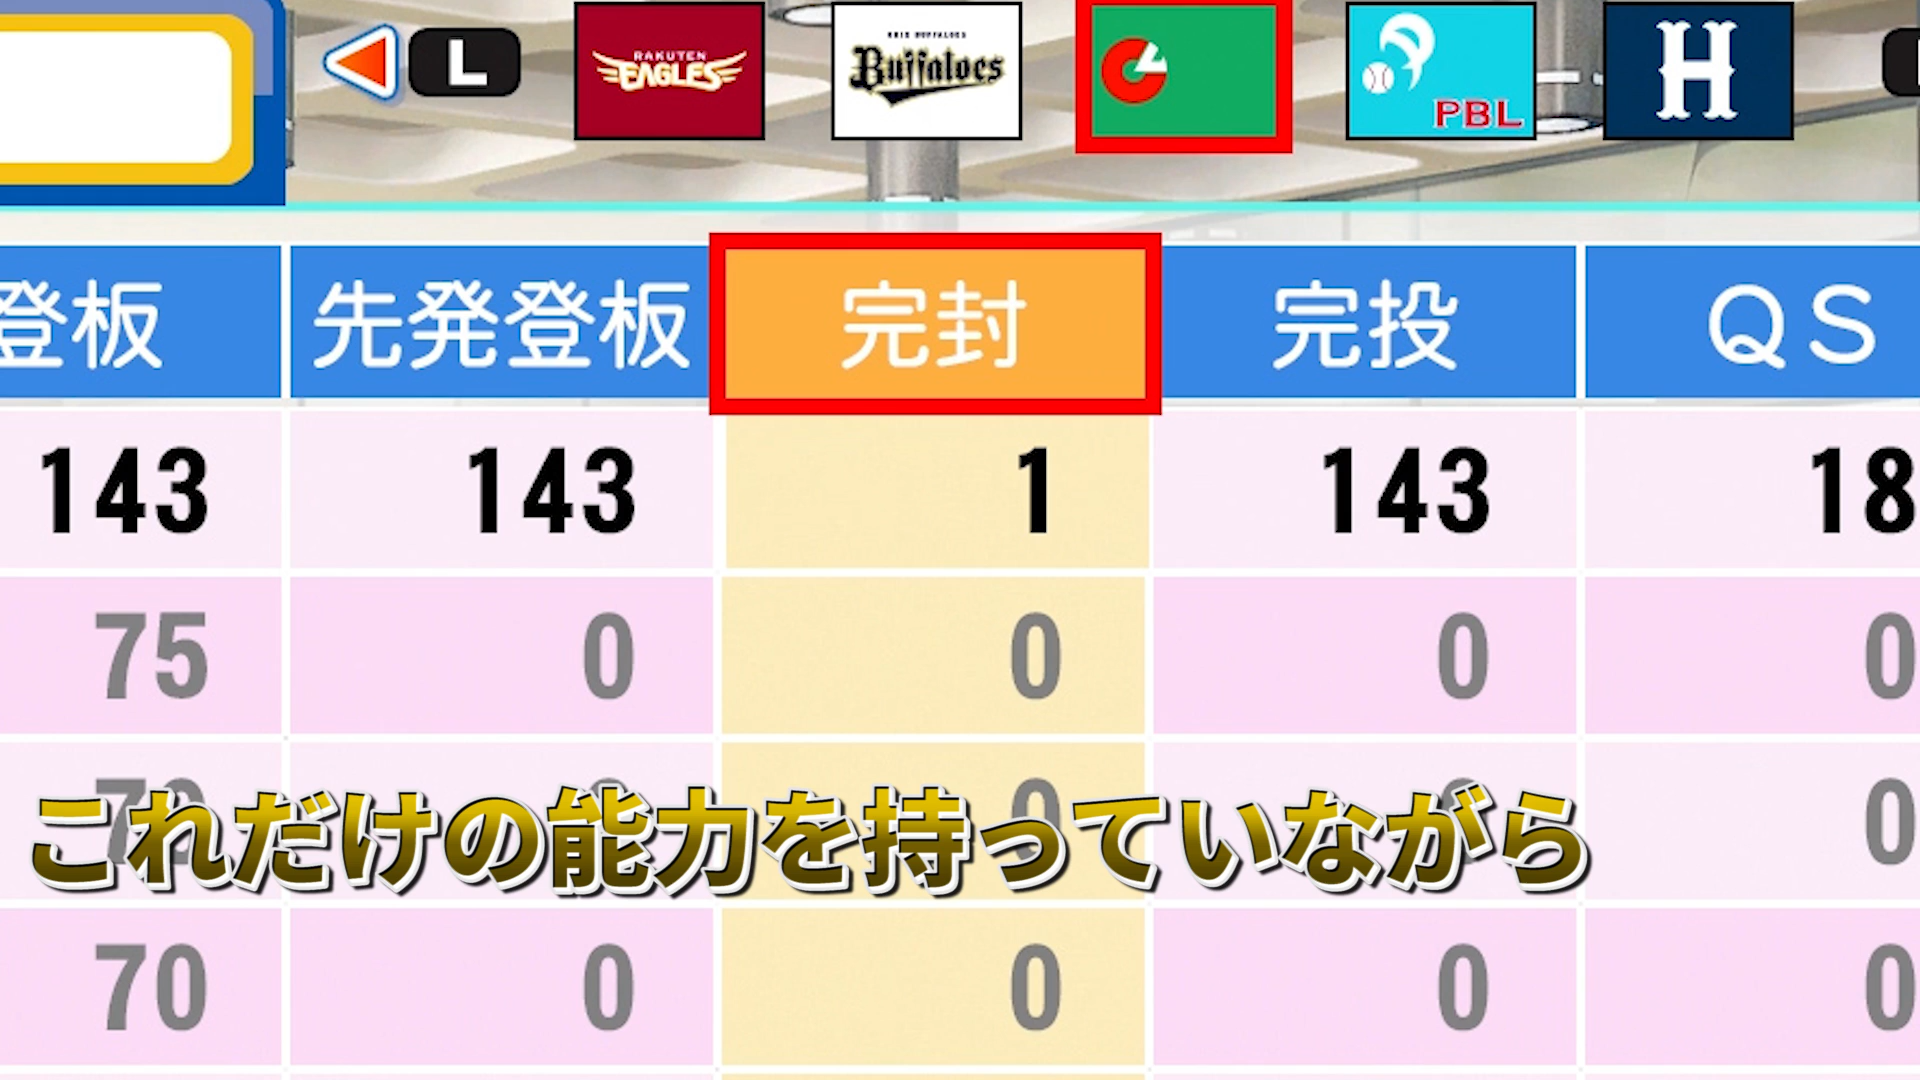 L
RAKUTEN
EAGLES
ORIX BUFFALOES
Buffaloes
PBL
H
登板 先発登板 完封 完投 QS
143 143 1 143 18
75 0 0 0 0
0
これだけの能力を持っていながら
70 0 0 0 0